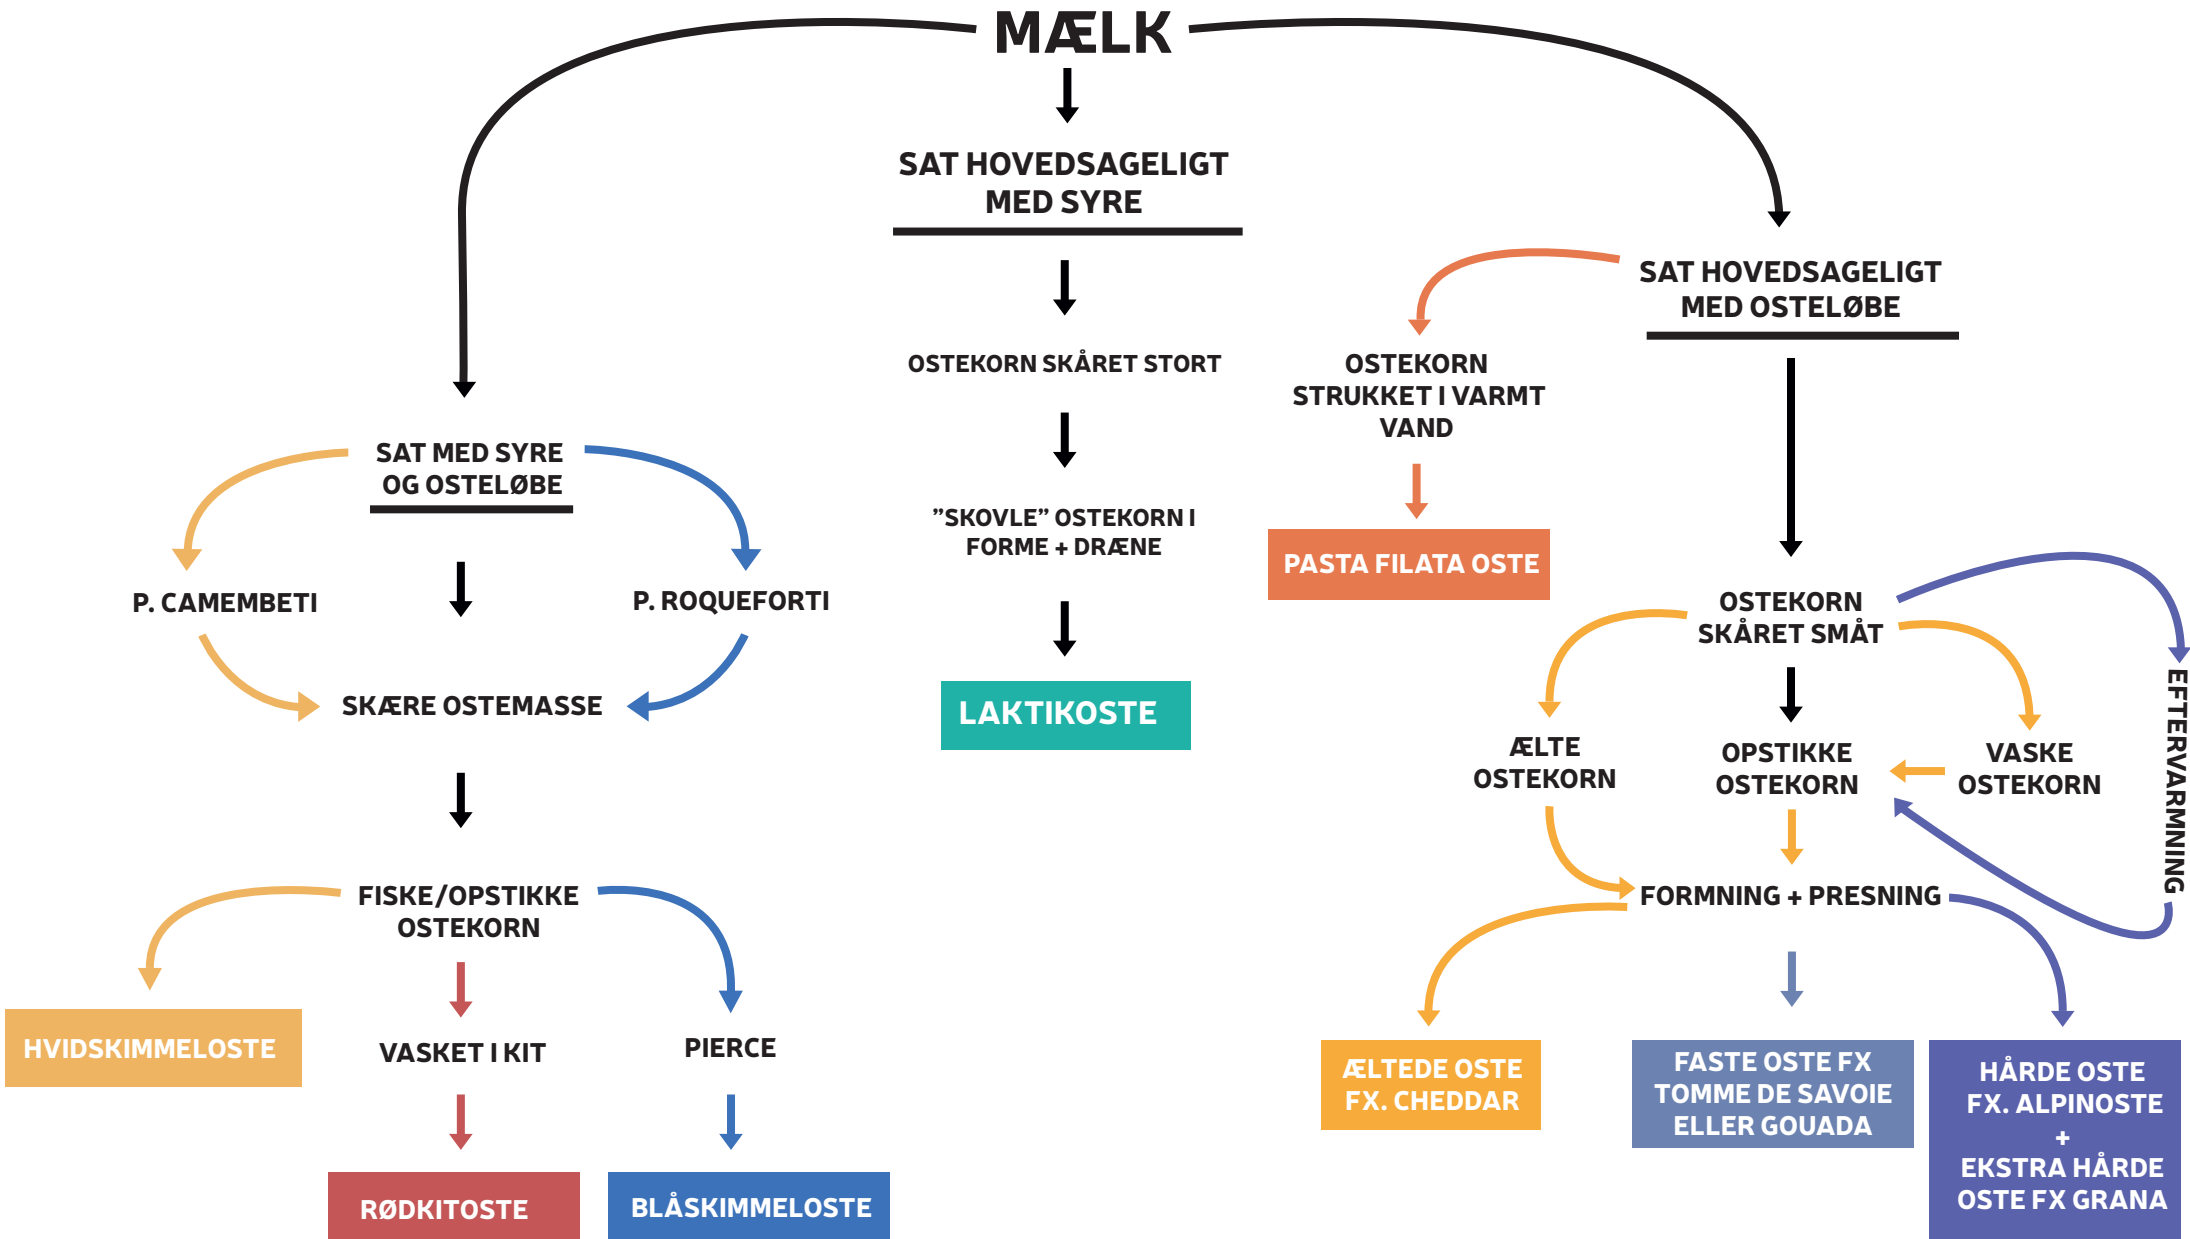 MÆLK
SAT HOVEDSAGELIGT
MED SYRE
OSTEKORN SKÅRET STORT
”SKOVLE” OSTEKORN I
FORME + DRÆNE
LAKTIKOSTE
SAT MED SYRE
OG OSTELØBE
P. CAMEMBETI
P. ROQUEFORTI
SKÆRE OSTEMASSE
FISKE/OPSTIKKE
OSTEKORN
HVIDSKIMMELOSTE
VASKET I KIT
PIERCE
RØDKITOSTE
BLÅSKIMMELOSTE
SAT HOVEDSAGELIGT
MED OSTELØBE
OSTEKORN
STRUKKET I VARMT
VAND
PASTA FILATA OSTE
OSTEKORN
SKÅRET SMÅT
EFTERVARMNING
ÆLTE
OSTEKORN
OPSTIKKE
OSTEKORN
VASKE
OSTEKORN
FORMNING + PRESNING
ÆLTEDE OSTE
FX. CHEDDAR
FASTE OSTE FX
TOMME DE SAVOIE
ELLER GOUADA
HÅRDE OSTE
FX. ALPINOSTE
+
EKSTRA HÅRDE
OSTE FX GRANA